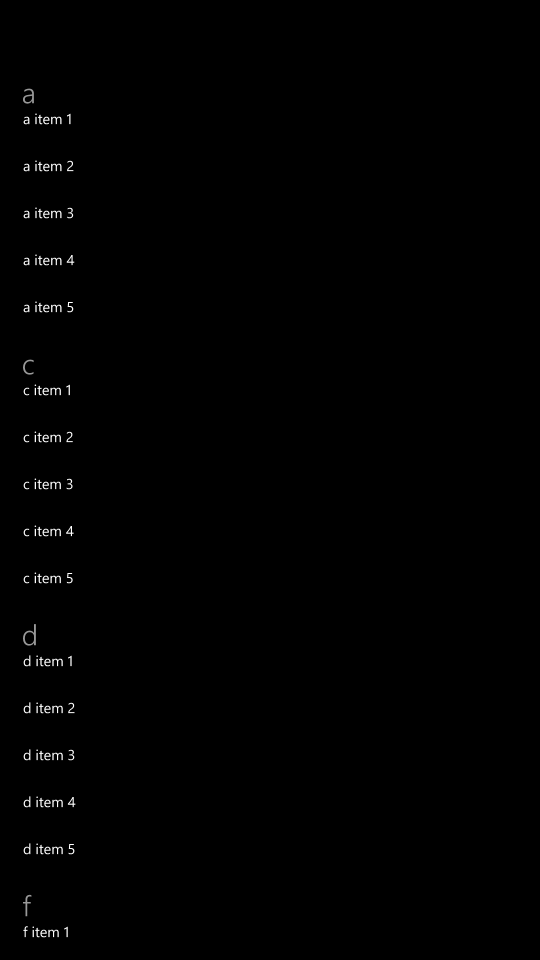 a
a item 1
a item 2
a item 3
a item 4
a item 5
c
c item 1
c item 2
c item 3
c item 4
c item 5
d
d item 1
d item 2
d item 3
d item 4
d item 5
f
f item 1